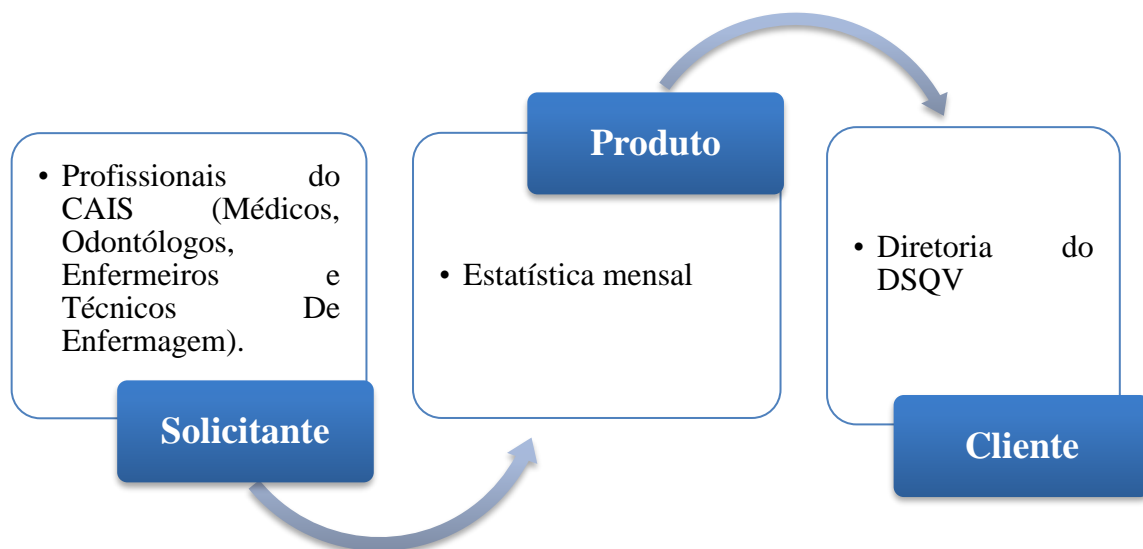 • Profissionais do
CAIS (Médicos,
Odontólogos,
Enfermeiros e
Técnicos De
Enfermagem).
Solicitante
Produto
• Estatística mensal
• Diretoria do
DSQV
Cliente